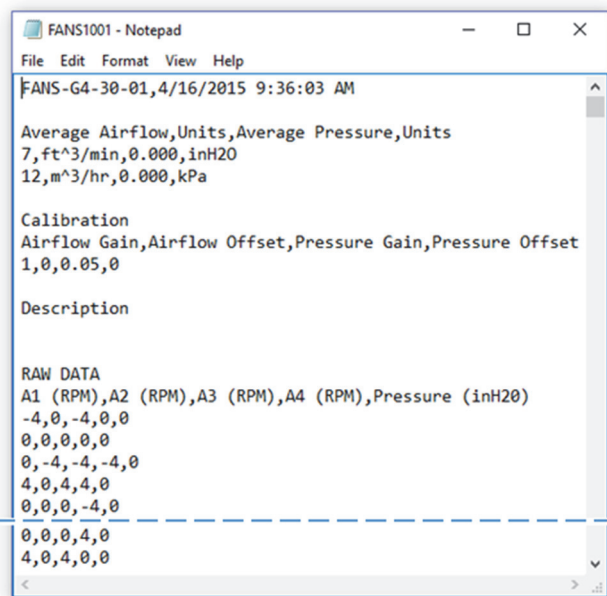 FANS1001 - Notepad
File Edit Format View Help
FANS-G4-30-01,4/16/2015 9:36:03 AM
Average Airflow,Units,Average Pressure,Units
7,ft^3/min,0.000,inH2O
12,m^3/hr,0.000,kPa
Calibration
Airflow Gain,Airflow Offset,Pressure Gain,Pressure Offset
1,0,0.05,0
Description
RAW DATA
A1 (RPM),A2 (RPM),A3 (RPM),A4 (RPM),Pressure (inH20)
-4,0,-4,0,0
0,0,0,0,0
0,-4,-4,-4,0
4,0,4,4,0
0,0,0,-4,0
0,0,0,4,0
4,0,4,0,0